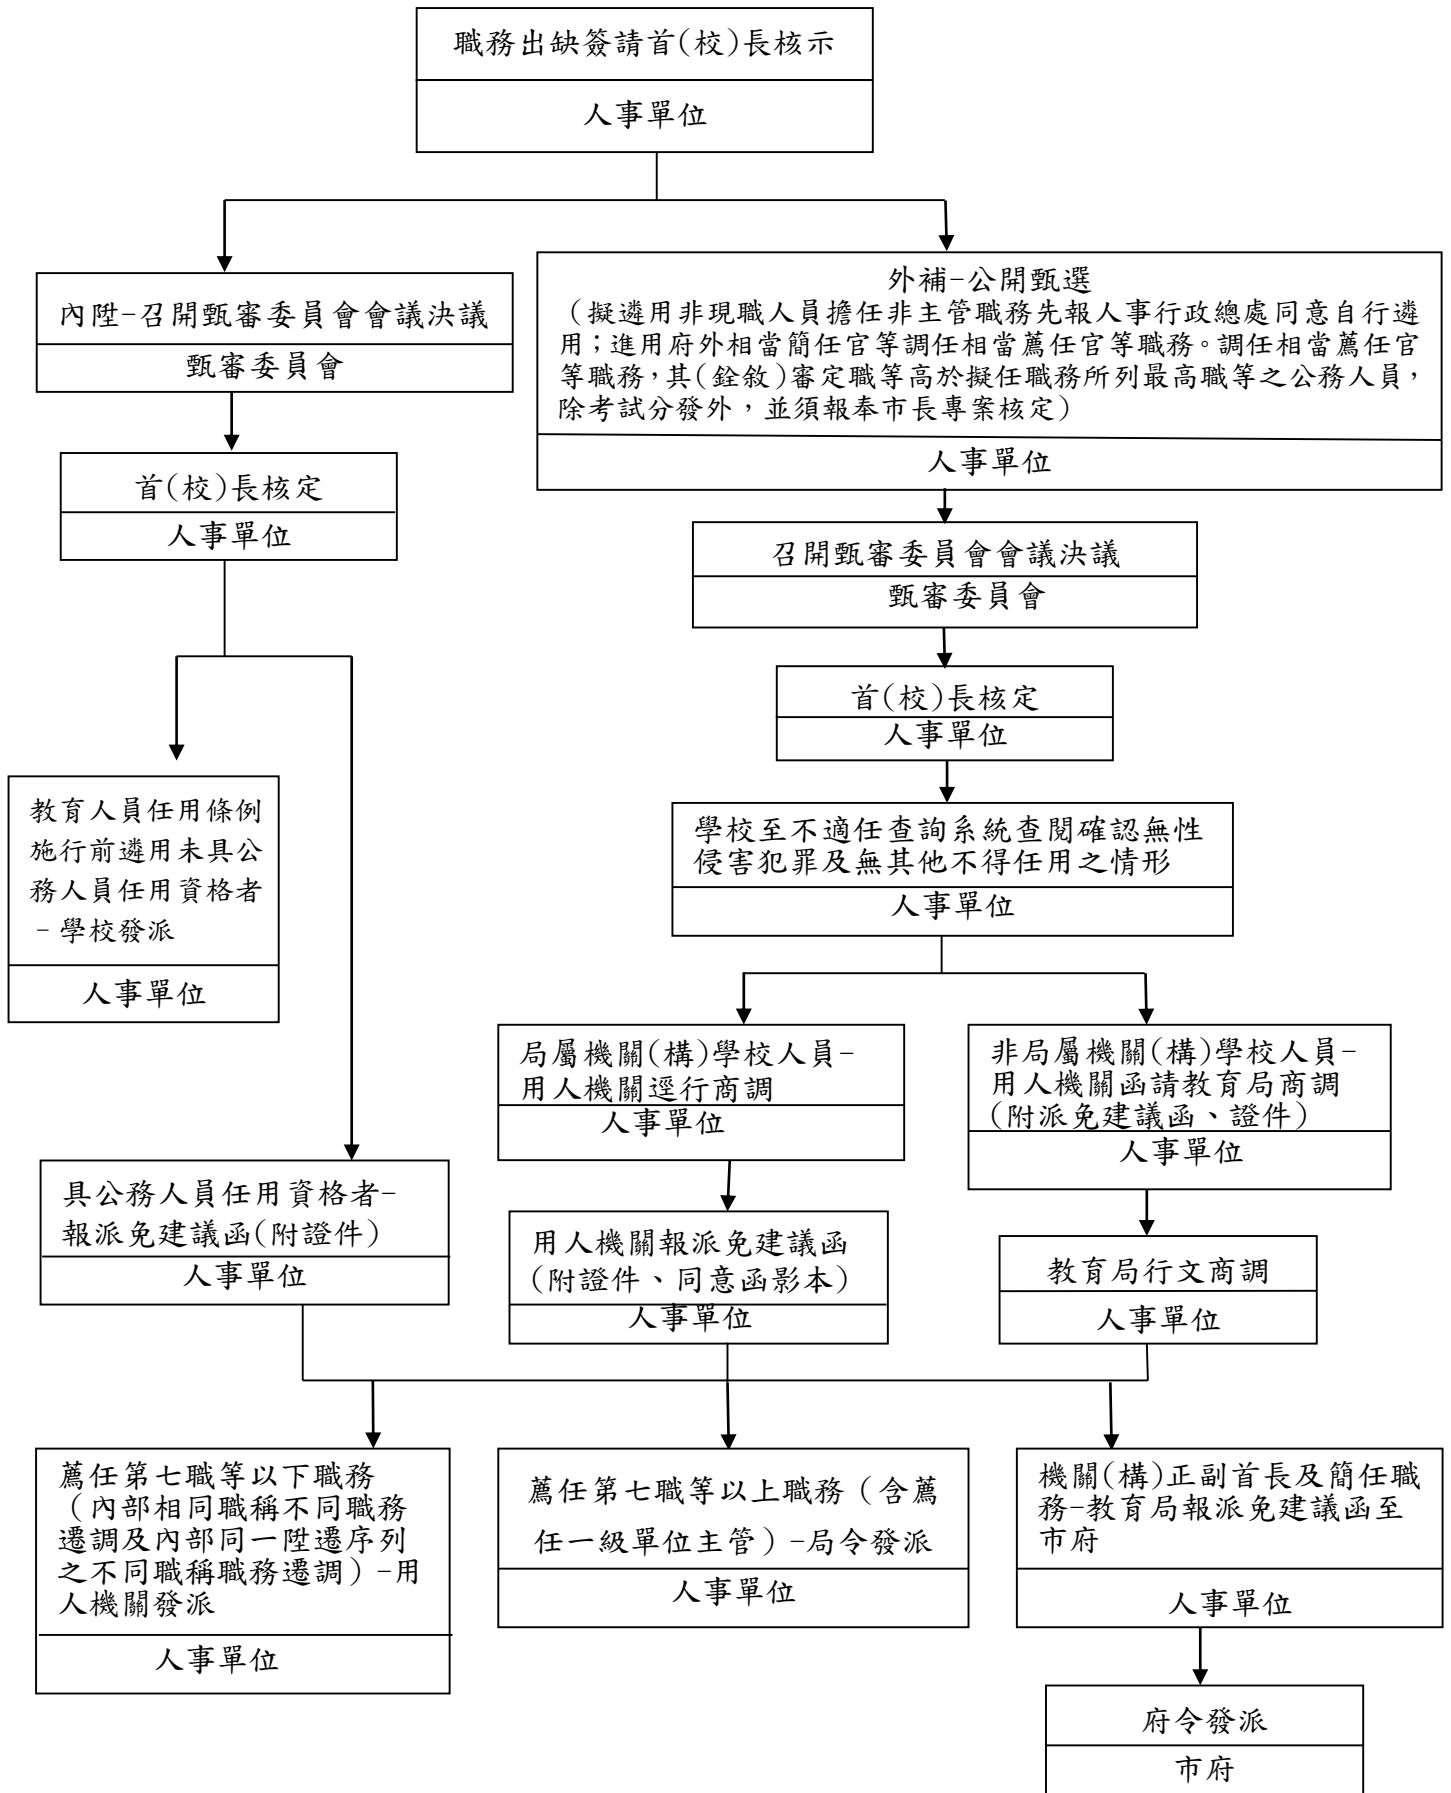 職務出缺簽請首(校)長核示
人事單位
內陞-召開甄審委員會會議決議
甄審委員會
首(校)長核定
人事單位
教育人員任用條例
施行前遴用未具公
務人員任用資格者
-學校發派
人事單位
具公務人員任用資格者-
報派免建議函(附證件)
人事單位
外補-公開甄選
（擬遴用非現職人員擔任非主管職務先報人事行政總處同意自行遴
用；進用府外相當簡任官等調任相當薦任官等職務。調任相當薦任官
等職務，其(銓敘)審定職等高於擬任職務所列最高職等之公務人員，
除考試分發外，並須報奉市長專案核定）
人事單位
召開甄審委員會會議決議
甄審委員會
首(校)長核定
人事單位
學校至不適任查詢系統查閱確認無性
侵害犯罪及無其他不得任用之情形
人事單位
局屬機關(構)學校人員-
用人機關逕行商調
人事單位
用人機關報派免建議函
(附證件、同意函影本)
人事單位
非局屬機關(構)學校人員-
用人機關函請教育局商調
(附派免建議函、證件)
人事單位
教育局行文商調
人事單位
薦任第七職等以下職務
（內部相同職稱不同職務
遷調及內部同一陞遷序列
之不同職稱職務遷調）-用
人機關發派
人事單位
薦任第七職等以上職務（含薦
任一級單位主管）-局令發派
人事單位
機關(構)正副首長及簡任職
務-教育局報派免建議函至
市府
人事單位
府令發派
市府